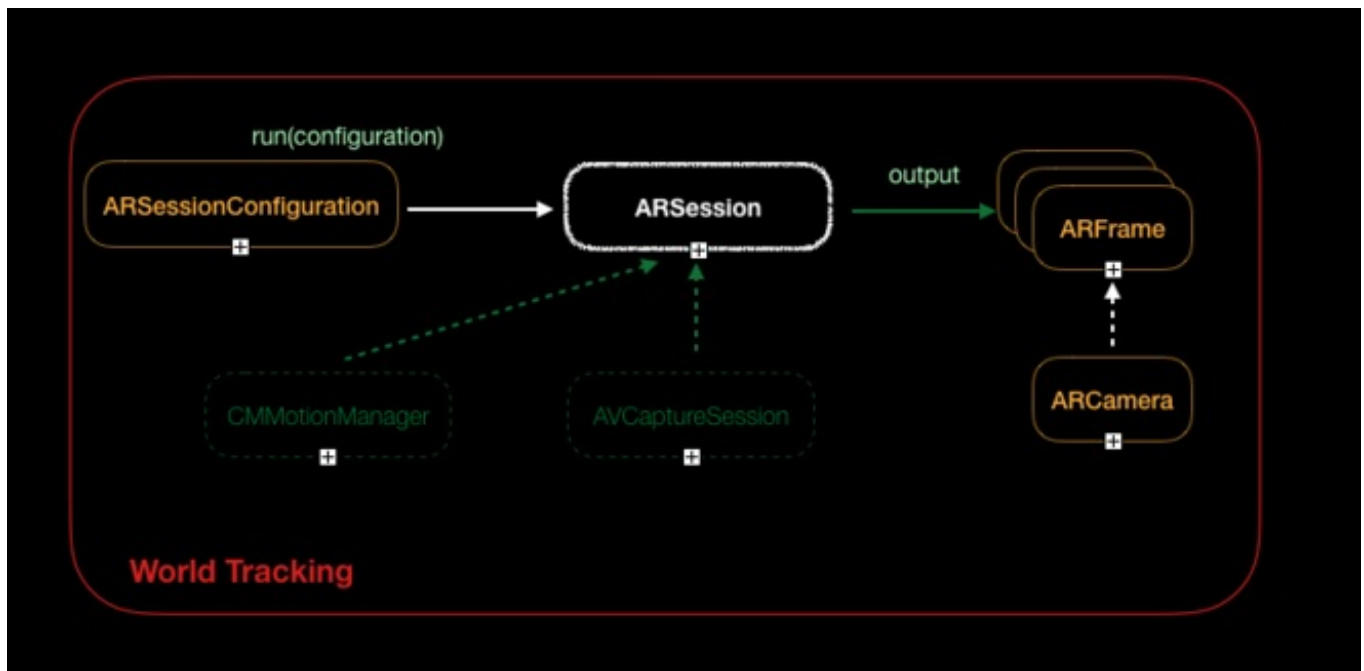 run(configuration)
ARSessionConfiguration
ARSession
output
ARFrame
CMMotionManager
AVCaptureSession
ARCamera
World Tracking